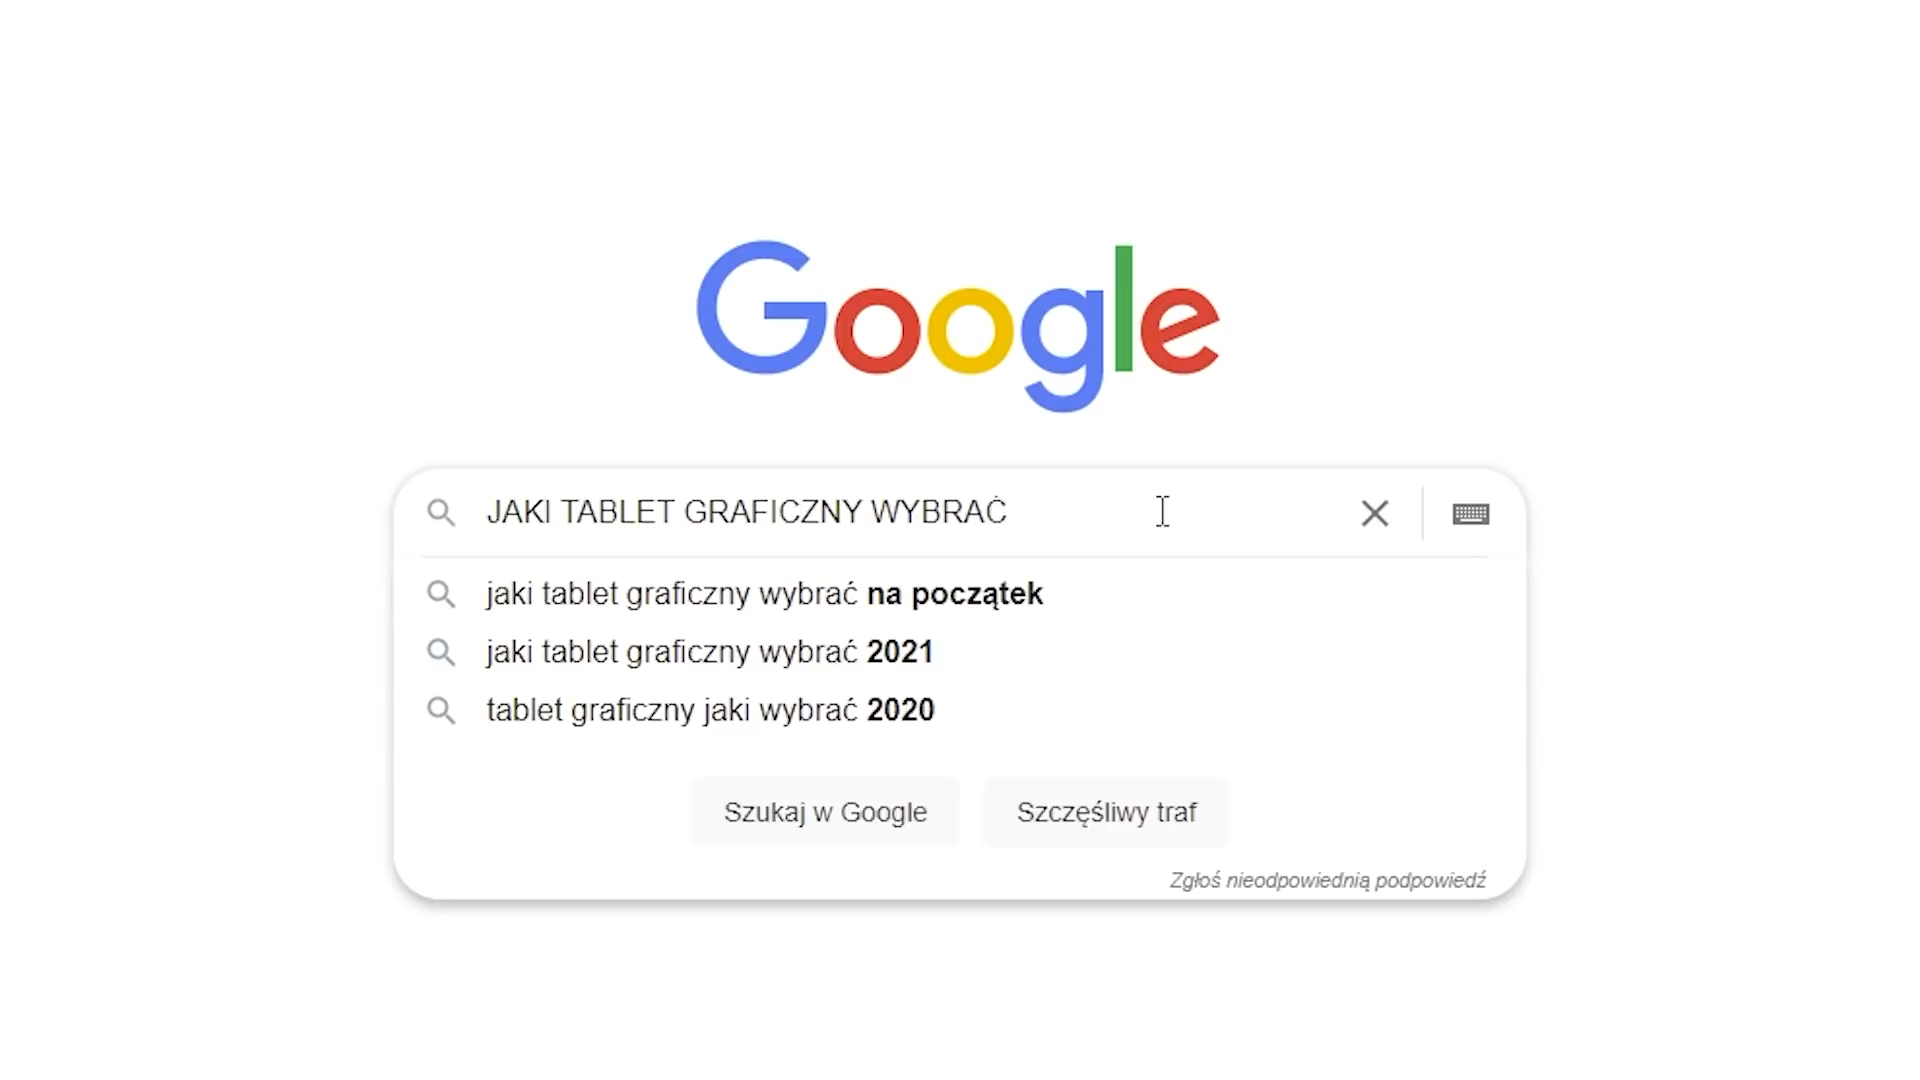 Google
JAKI TABLET GRAFICZNY WYBRAĆ
jaki tablet graficzny wybrać na początek
jaki tablet graficzny wybrać 2021
tablet graficzny jaki wybrać 2020
Szukaj w Google
Szczęśliwy traf
Zgłoś nieodpowiednią podpowiedź